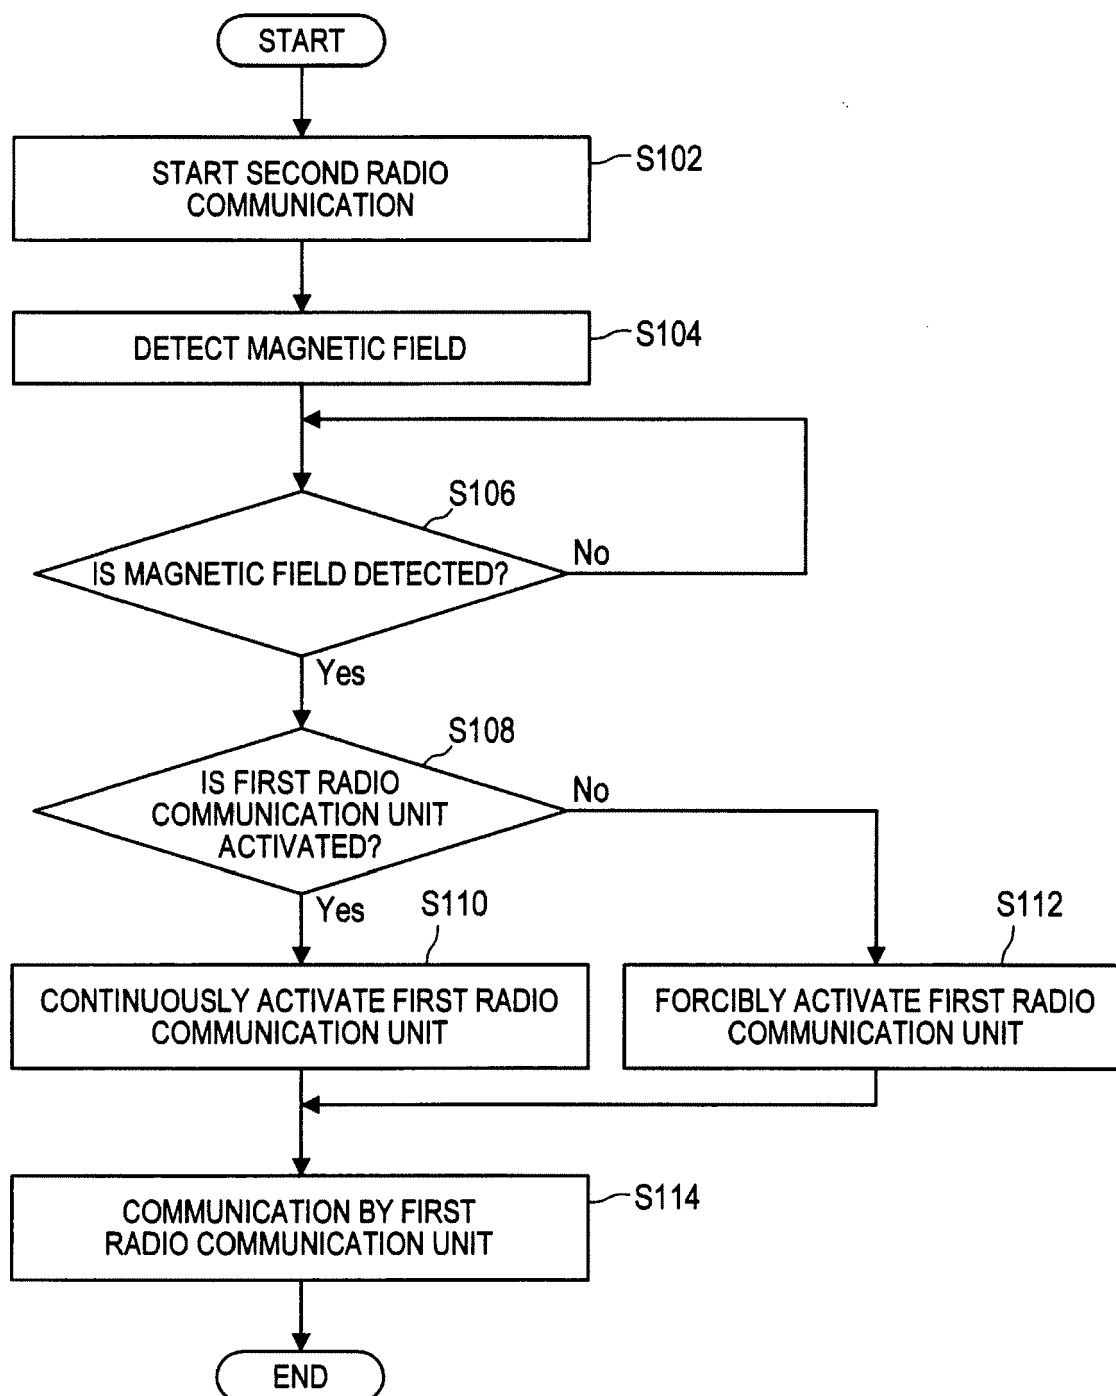 START
START SECOND RADIO
COMMUNICATION
S102
DETECT MAGNETIC FIELD
S104
S106
IS MAGNETIC FIELD DETECTED?
No
Yes
S108
IS FIRST RADIO
COMMUNICATION UNIT
ACTIVATED?
No
Yes
S110
CONTINUOUSLY ACTIVATE FIRST RADIO
COMMUNICATION UNIT
S112
FORCIBLY ACTIVATE FIRST RADIO
COMMUNICATION UNIT
COMMUNICATION BY FIRST
RADIO COMMUNICATION UNIT
S114
END